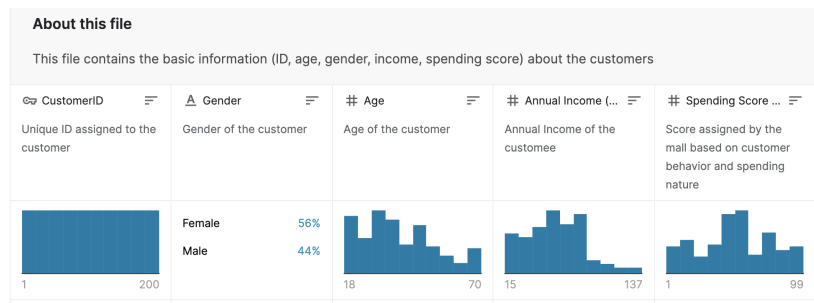 About this file
This file contains the basic information (ID, age, gender, income, spending score) about the customers
CustomerID
Gender
# Age
# Annual Income (...
# Spending Score ...
Unique ID assigned to the
customer
Gender of the customer
Age of the customer
Annual Income of the
customee
Score assigned by the
mall based on customer
behavior and spending
nature
Female 56%
Male 44%
1 200
18 70
15 137
1 99